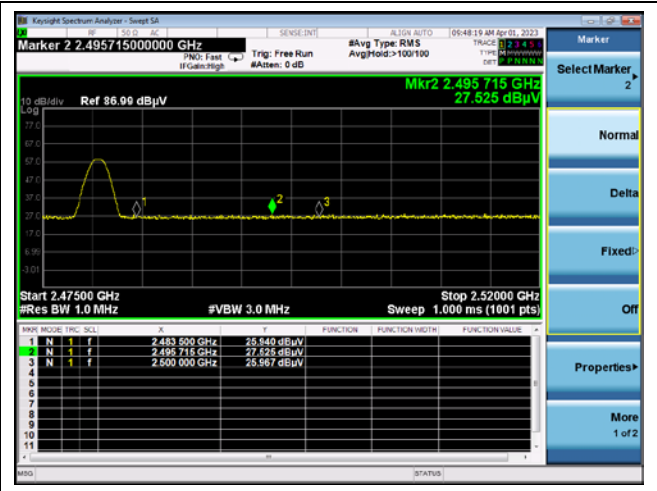 Keysight Spectrum Analyzer - Swept SA
RF 50 Ω AC SENSE:INT ALIGN AUTO 09:48:19 AM Apr 01, 2023
Marker 2 2.495715000000 GHz
PNO: Fast
IFGain:High
Trig: Free Run
#Atten: 0 dB
#Avg Type: RMS
Avg|Hold:>100/100
TRACE 1 2 3 4 5 6
TYPE M
DET P P N N N N
Marker
Select Marker
2
Normal
Delta
Fixed
Off
Properties
More
1 of 2
Mkr2 2.495 715 GHz
27.525 dBµV
10 dB/div Ref 86.99 dBµV
Log
77.0
67.0
57.0
47.0
37.0
27.0
17.0
6.99
-3.01
1
2
3
Start 2.47500 GHz Stop 2.52000 GHz
#Res BW 1.0 MHz #VBW 3.0 MHz Sweep 1.000 ms (1001 pts)
MKR MODE TRC SCL X Y FUNCTION FUNCTION WIDTH FUNCTION VALUE
1 N 1 f 2.483 500 GHz 25.940 dBµV
2 N 1 f 2.495 715 GHz 27.525 dBµV
3 N 1 f 2.500 000 GHz 25.967 dBµV
4
5
6
7
8
9
10
11
MSG STATUS